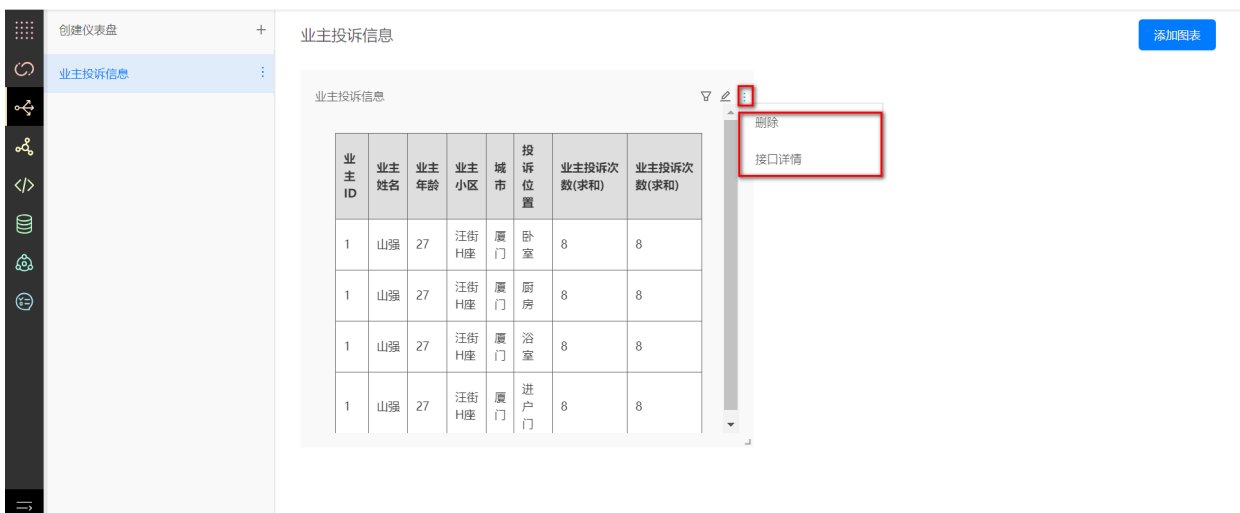 创建仪表盘
业主投诉信息
业主投诉信息
添加图表
业主投诉信息
删除
接口详情
业主ID 业主姓名 业主年龄 业主小区 城市 投诉位置 业主投诉次数(求和) 业主投诉次数(求和)
1 山强 27 汪街H座 厦门 卧室 8 8
1 山强 27 汪街H座 厦门 厨房 8 8
1 山强 27 汪街H座 厦门 浴室 8 8
1 山强 27 汪街H座 厦门 进户门 8 8